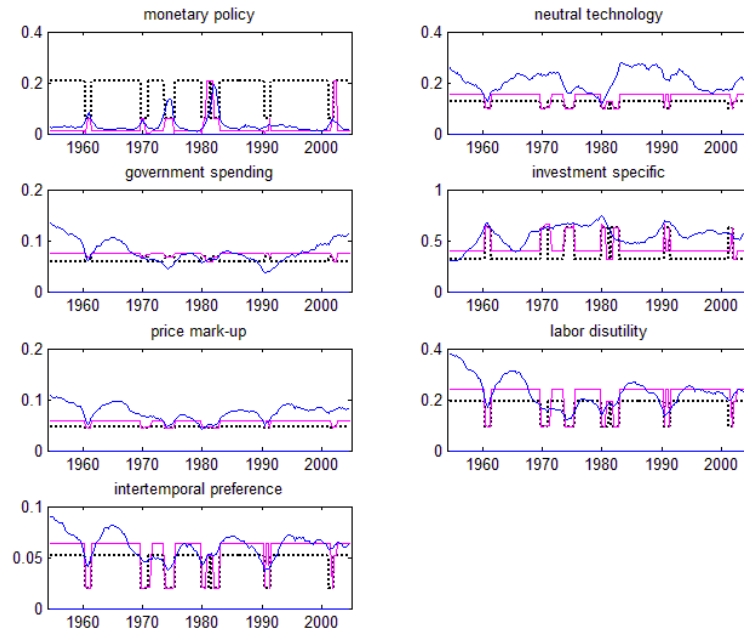 monetary policy
0.4
0.2
0
1960 1970 1980 1990 2000
neutral technology
0.4
0.2
0
1960 1970 1980 1990 2000
government spending
0.2
0.1
0
1960 1970 1980 1990 2000
investment specific
1
0.5
0
1960 1970 1980 1990 2000
price mark-up
0.2
0.1
0
1960 1970 1980 1990 2000
labor disutility
0.4
0.2
0
1960 1970 1980 1990 2000
intertemporal preference
0.1
0.05
0
1960 1970 1980 1990 2000